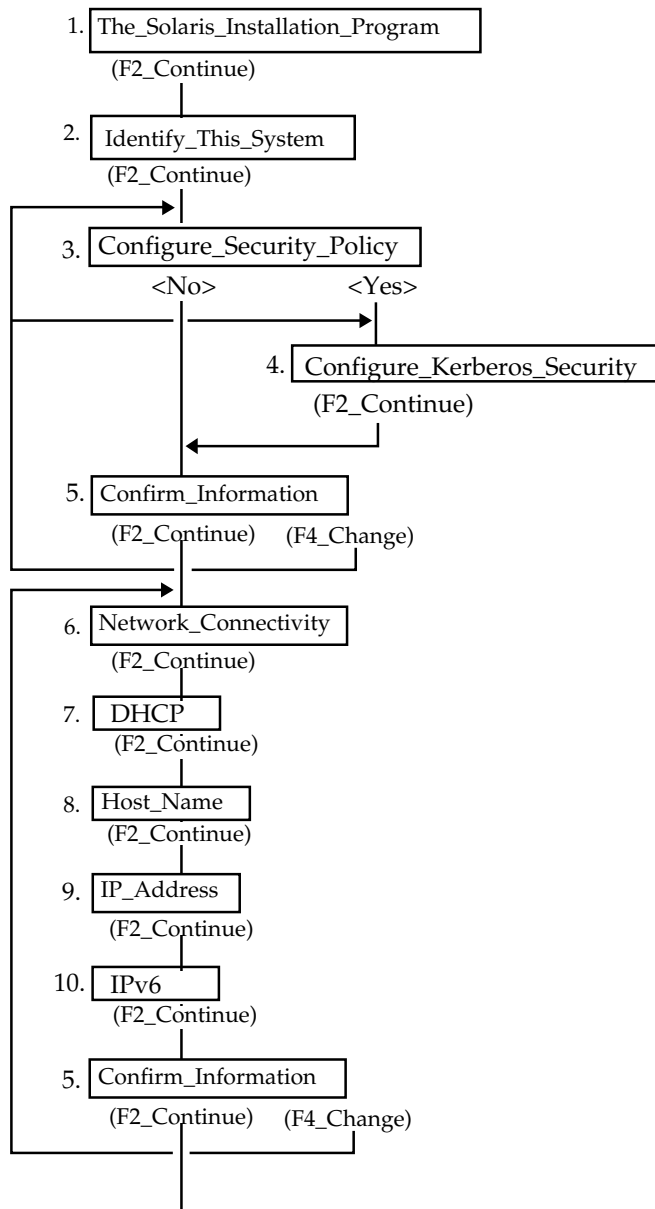 1. The_Solaris_Installation_Program
(F2_Continue)
2. Identify_This_System
(F2_Continue)
3. Configure_Security_Policy
<No> <Yes>
4. Configure_Kerberos_Security
(F2_Continue)
5. Confirm_Information
(F2_Continue) (F4_Change)
6. Network_Connectivity
(F2_Continue)
7. DHCP
(F2_Continue)
8. Host_Name
(F2_Continue)
9. IP_Address
(F2_Continue)
10. IPv6
(F2_Continue)
5. Confirm_Information
(F2_Continue) (F4_Change)